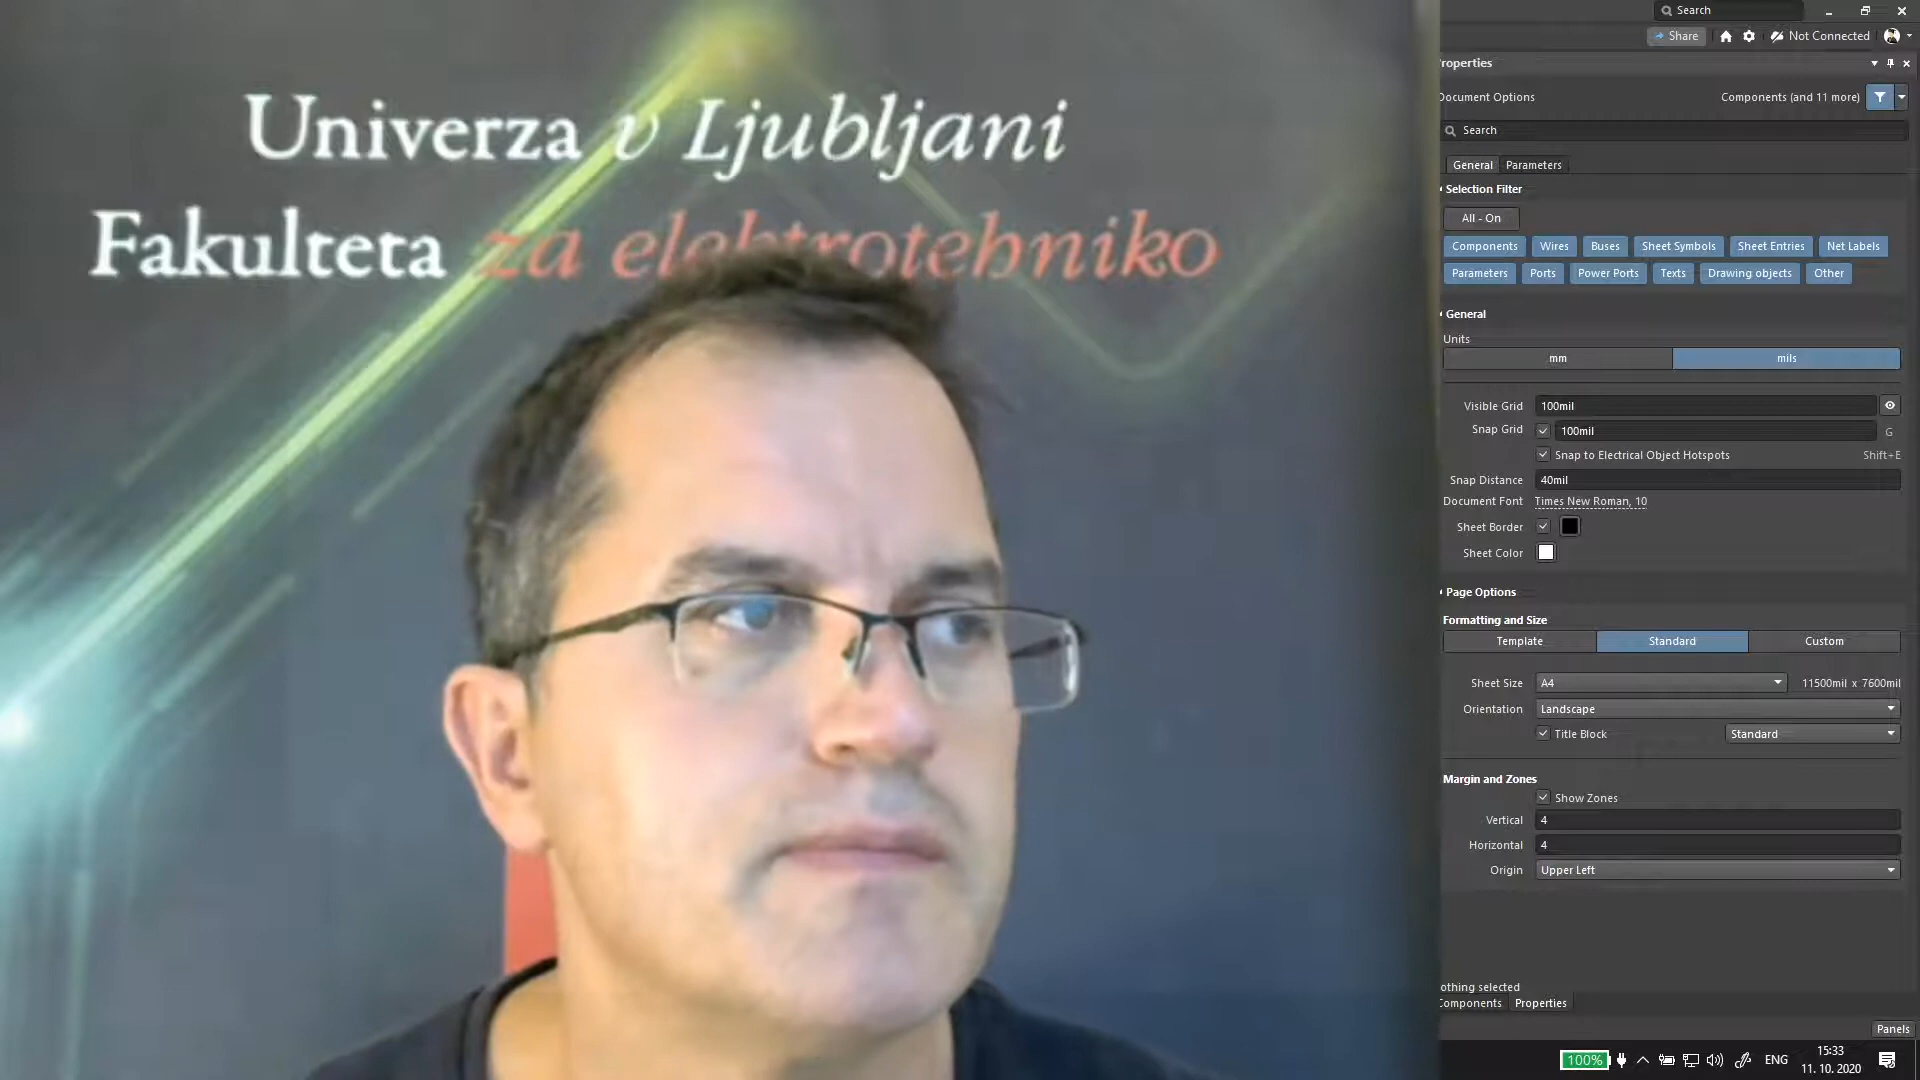 Univerza v Ljubljani
Fakulteta za elektrotehniko
Search
Share
Not Connected
roperties
Document Options
Components (and 11 more)
Search
General Parameters
Selection Filter
All - On
Components Wires Buses Sheet Symbols Sheet Entries Net Labels
Parameters Ports Power Ports Texts Drawing objects Other
General
Units
mm mils
Visible Grid 100mil
Snap Grid 100mil G
Snap to Electrical Object Hotspots Shift+E
Snap Distance 40mil
Document Font Times New Roman, 10
Sheet Border
Sheet Color
Page Options
Formatting and Size
Template Standard Custom
Sheet Size A4 11500mil x 7600mil
Orientation Landscape
Title Block Standard
Margin and Zones
Show Zones
Vertical 4
Horizontal 4
Origin Upper Left
othing selected
omponents Properties
Panels
100% ENG 15:33
11. 10. 2020